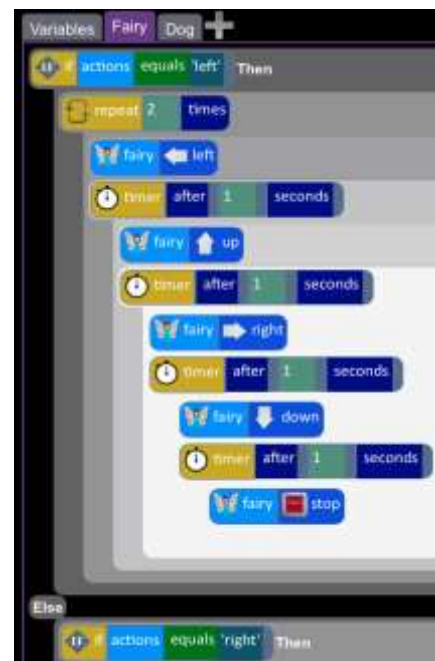 Variables Fairy Dog
if actions equals 'left' Then
repeat 2 times
fairy left
timer after 1 seconds
fairy up
timer after 1 seconds
fairy right
timer after 1 seconds
fairy down
timer after 1 seconds
fairy stop
Else
if actions equals 'right' Then